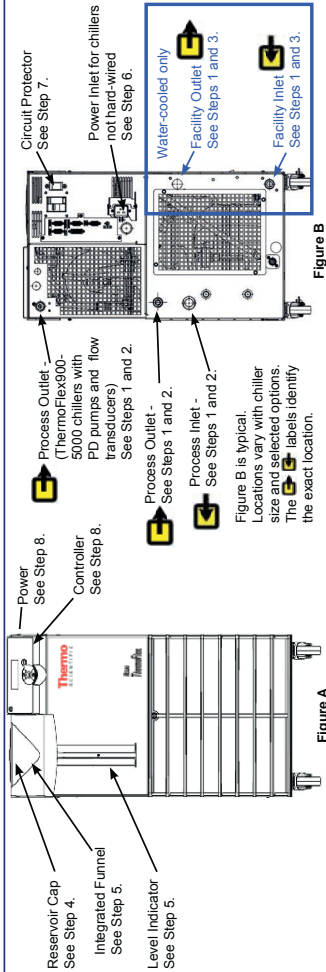 Reservoir Cap
See Step 4.
Integrated Funnel
See Step 5.
Level Indicator
See Step 5.
Power
See Step 8.
Controller
See Step 8.
Thermo
SCIENTIFIC
ThermoFlex
Figure A
Process Outlet -
(ThermoFlex900-
5000 chillers with
PD pumps and flow
transducers)
See Steps 1 and 2.
Process Outlet -
See Steps 1 and 2.
Process Inlet -
See Steps 1 and 2.
Figure B is typical.
Locations vary with chiller
size and selected options.
The labels identify
the exact location.
Circuit Protector
See Step 7.
Power Inlet for chillers
not hard-wired
See Step 6.
Water-cooled only
Facility Outlet
See Steps 1 and 3.
Facility Inlet
See Steps 1 and 3.
Figure B